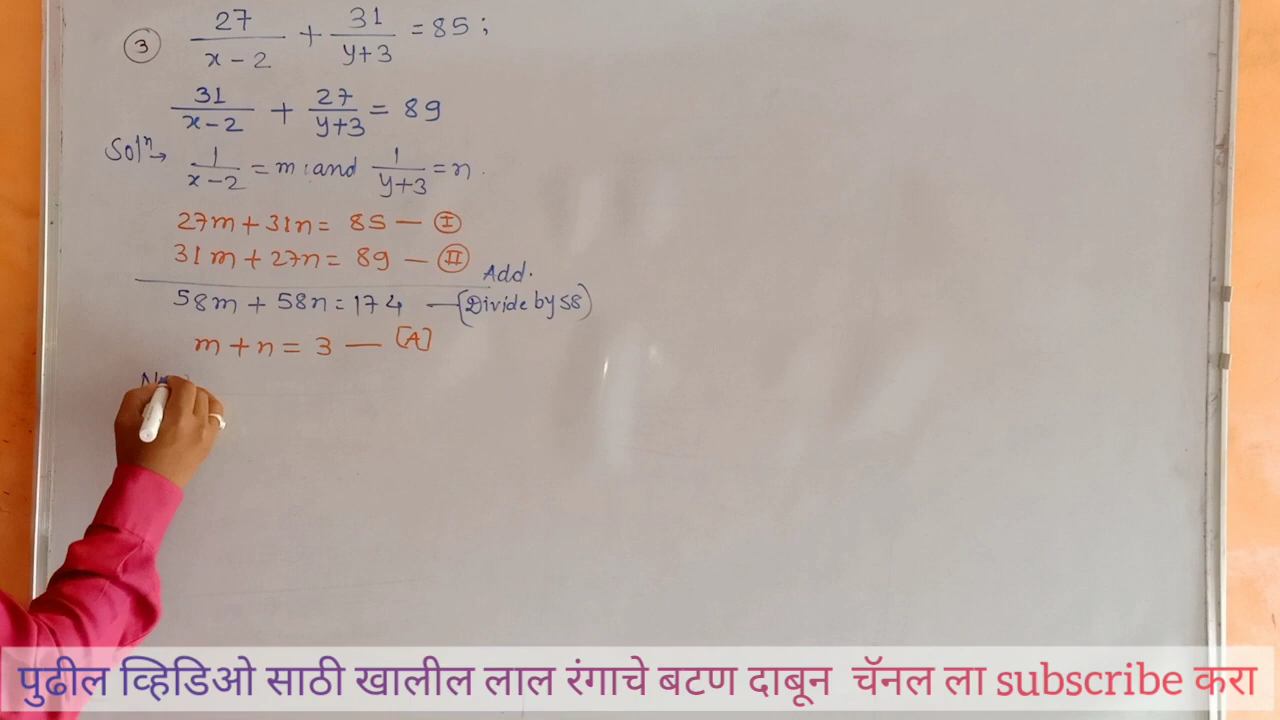 ③ 27/(x-2) + 31/(y+3) = 85 ;
31/(x-2) + 27/(y+3) = 89
Solⁿ→ 1/(x-2) = m ; and 1/(y+3) = n.
27m + 31n = 85 — Ⅰ
31m + 27n = 89 — Ⅱ
Add.
58m + 58n = 174 — (Divide by 58)
m + n = 3 — [A]
पुढील व्हिडिओ साठी खालील लाल रंगाचे बटण दाबून चॅनल ला subscribe करा